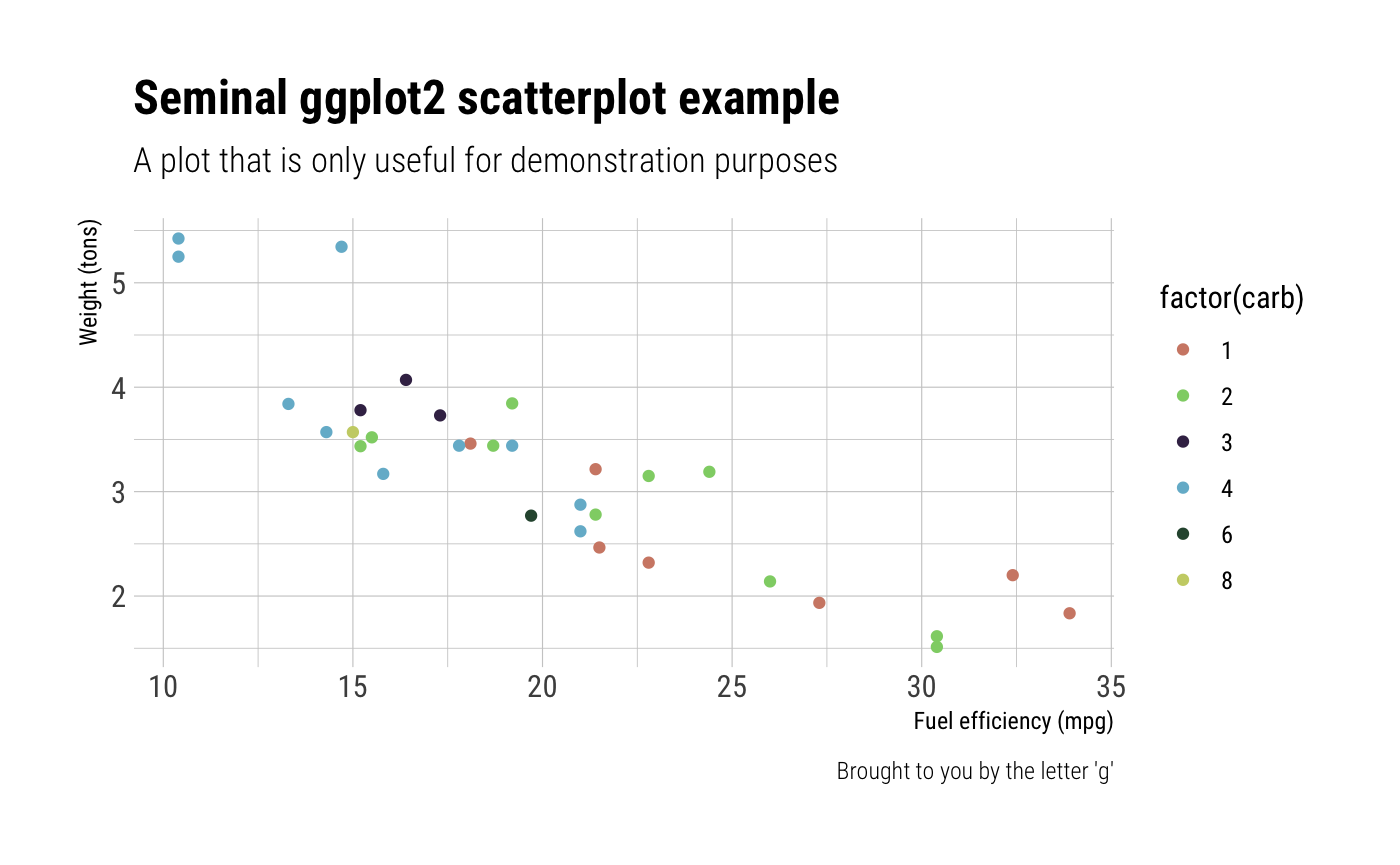 Seminal ggplot2 scatterplot example
A plot that is only useful for demonstration purposes
Weight (tons)
5
4
3
2
10 15 20 25 30 35
Fuel efficiency (mpg)
factor(carb)
1
2
3
4
6
8
Brought to you by the letter 'g'